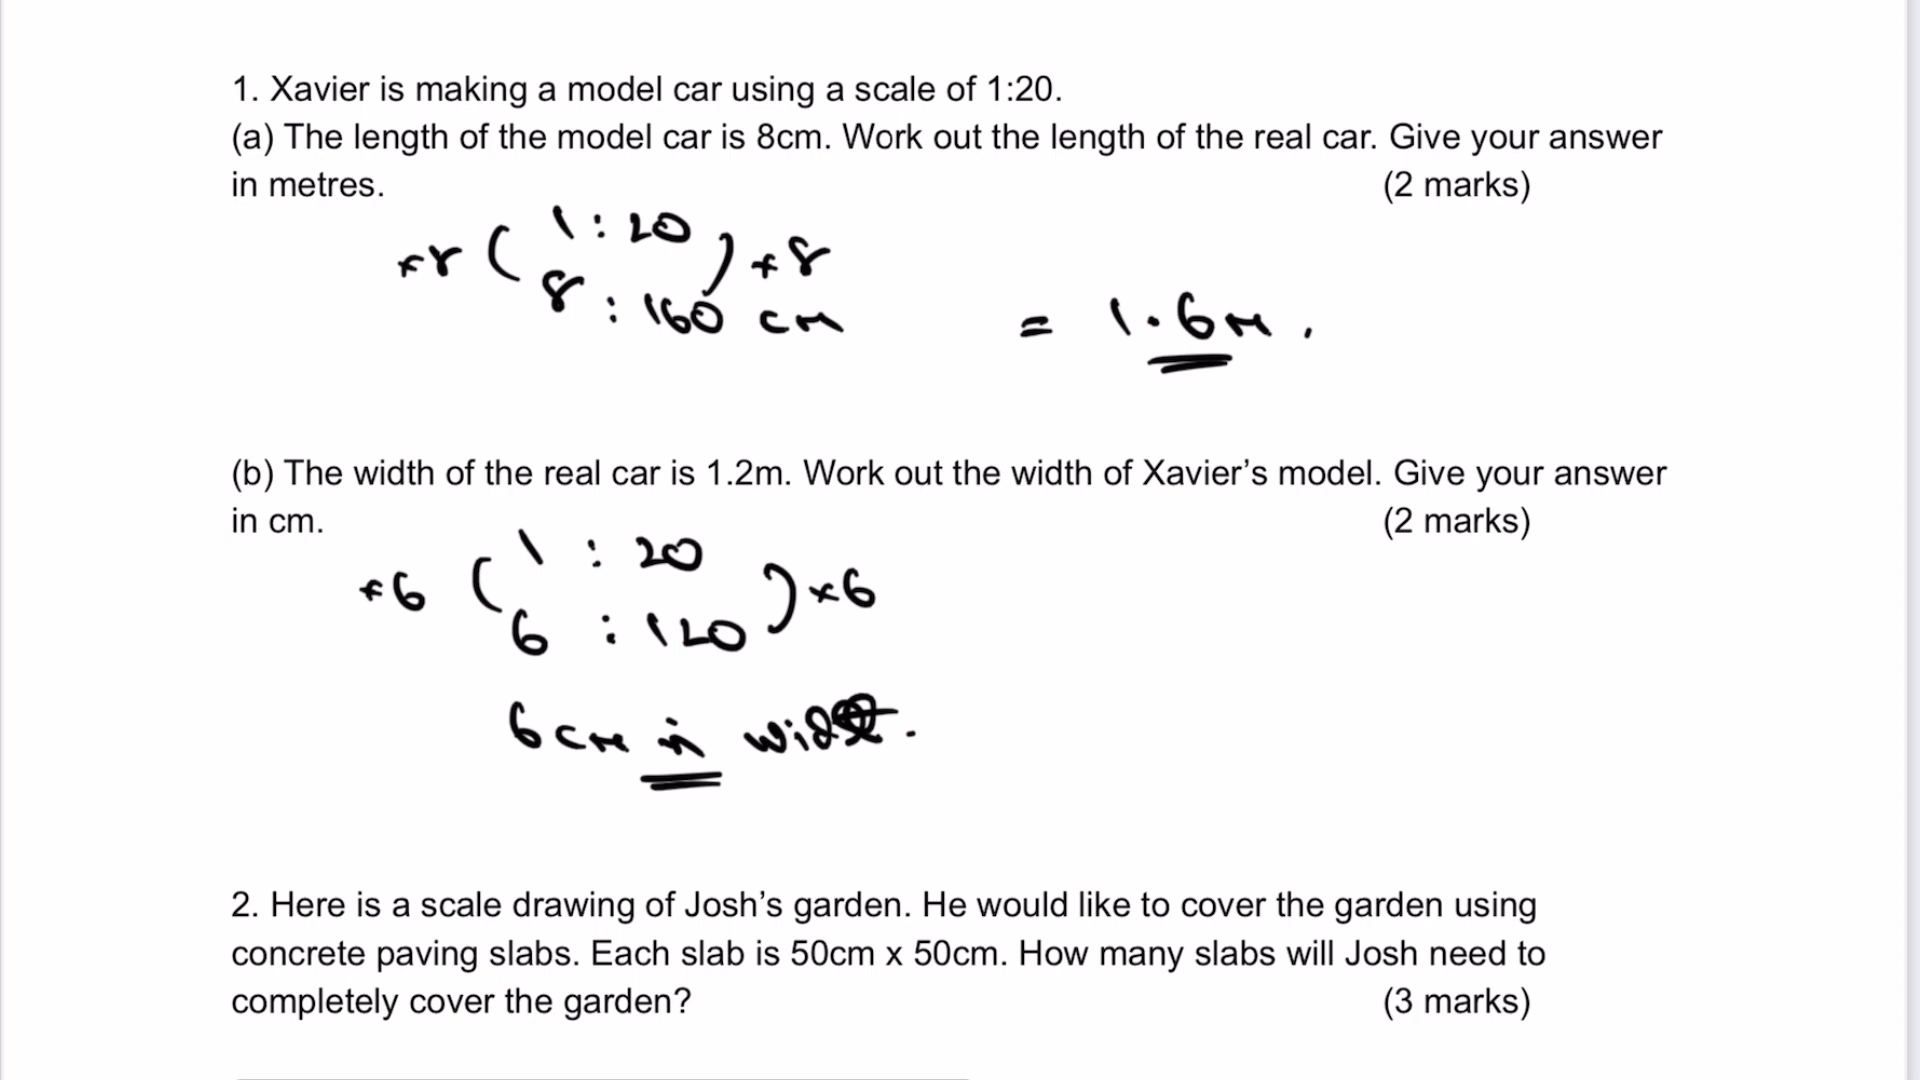 1. Xavier is making a model car using a scale of 1:20.
(a) The length of the model car is 8cm. Work out the length of the real car. Give your answer
in metres. (2 marks)
×8 ( 1 : 20 ) ×8
8 : 160 cm = 1.6m.
(b) The width of the real car is 1.2m. Work out the width of Xavier’s model. Give your answer
in cm. (2 marks)
×6 ( 1 : 20 ) ×6
6 : 120
6cm in width.
2. Here is a scale drawing of Josh’s garden. He would like to cover the garden using
concrete paving slabs. Each slab is 50cm x 50cm. How many slabs will Josh need to
completely cover the garden? (3 marks)